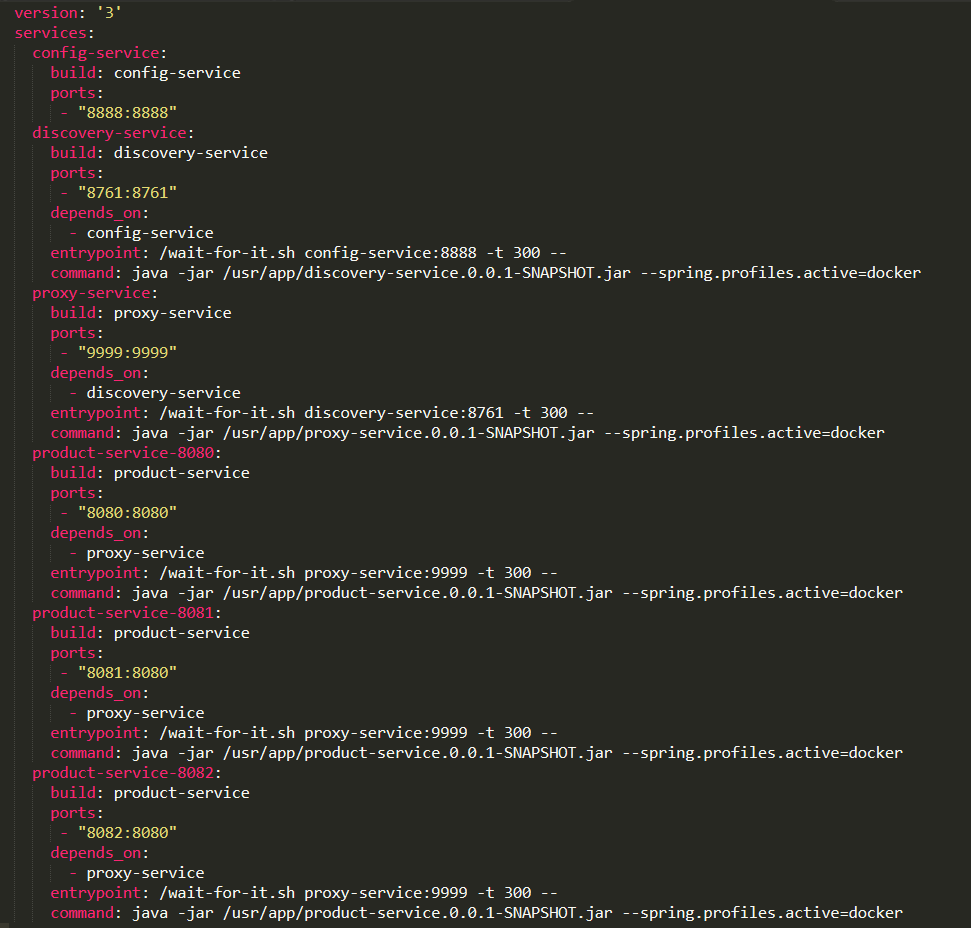 version: '3'
services:
  config-service:
    build: config-service
    ports:
     - "8888:8888"
  discovery-service:
    build: discovery-service
    ports:
     - "8761:8761"
    depends_on:
      - config-service
    entrypoint: /wait-for-it.sh config-service:8888 -t 300 --
    command: java -jar /usr/app/discovery-service.0.0.1-SNAPSHOT.jar --spring.profiles.active=docker
  proxy-service:
    build: proxy-service
    ports:
     - "9999:9999"
    depends_on:
      - discovery-service
    entrypoint: /wait-for-it.sh discovery-service:8761 -t 300 --
    command: java -jar /usr/app/proxy-service.0.0.1-SNAPSHOT.jar --spring.profiles.active=docker
  product-service-8080:
    build: product-service
    ports:
     - "8080:8080"
    depends_on:
      - proxy-service
    entrypoint: /wait-for-it.sh proxy-service:9999 -t 300 --
    command: java -jar /usr/app/product-service.0.0.1-SNAPSHOT.jar --spring.profiles.active=docker
  product-service-8081:
    build: product-service
    ports:
     - "8081:8080"
    depends_on:
      - proxy-service
    entrypoint: /wait-for-it.sh proxy-service:9999 -t 300 --
    command: java -jar /usr/app/product-service.0.0.1-SNAPSHOT.jar --spring.profiles.active=docker
  product-service-8082:
    build: product-service
    ports:
     - "8082:8080"
    depends_on:
      - proxy-service
    entrypoint: /wait-for-it.sh proxy-service:9999 -t 300 --
    command: java -jar /usr/app/product-service.0.0.1-SNAPSHOT.jar --spring.profiles.active=docker